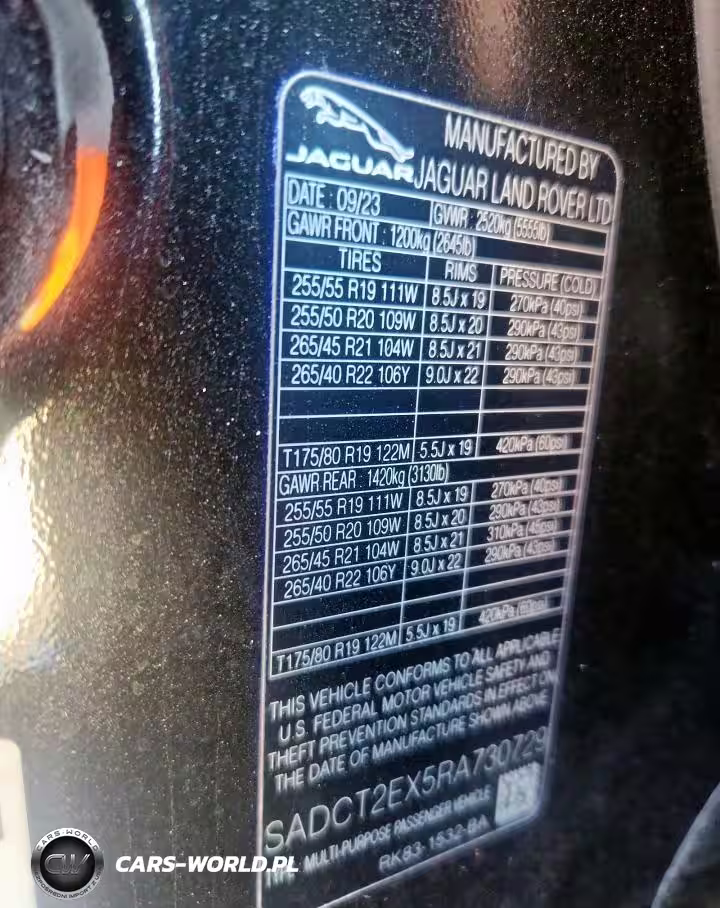 JAGUAR
MANUFACTURED BY
JAGUAR LAND ROVER LTD
DATE : 09/23 GVWR : 2520kg (5555lb)
GAWR FRONT : 1200kg (2645lb)
TIRES RIMS PRESSURE (COLD)
255/55 R19 111W 8.5J x 19 270kPa (40psi)
255/50 R20 109W 8.5J x 20 290kPa (43psi)
265/45 R21 104W 8.5J x 21 290kPa (43psi)
265/40 R22 106Y 9.0J x 22 290kPa (43psi)
T175/80 R19 122M 5.5J x 19 420kPa (60psi)
GAWR REAR : 1420kg (3130lb)
255/55 R19 111W 8.5J x 19 270kPa (40psi)
255/50 R20 109W 8.5J x 20 290kPa (43psi)
265/45 R21 104W 8.5J x 21 310kPa (45psi)
265/40 R22 106Y 9.0J x 22 290kPa (43psi)
T175/80 R19 122M 5.5J x 19 420kPa (60psi)
THIS VEHICLE CONFORMS TO ALL APPLICABLE
U.S. FEDERAL MOTOR VEHICLE SAFETY AND
THEFT PREVENTION STANDARDS IN EFFECT ON
THE DATE OF MANUFACTURE SHOWN ABOVE
SADCT2EX5RA730729
TYPE: MULTI-PURPOSE PASSENGER VEHICLE
RK83-1532-BA
CARS-WORLD
CW
CARS-WORLD.PL